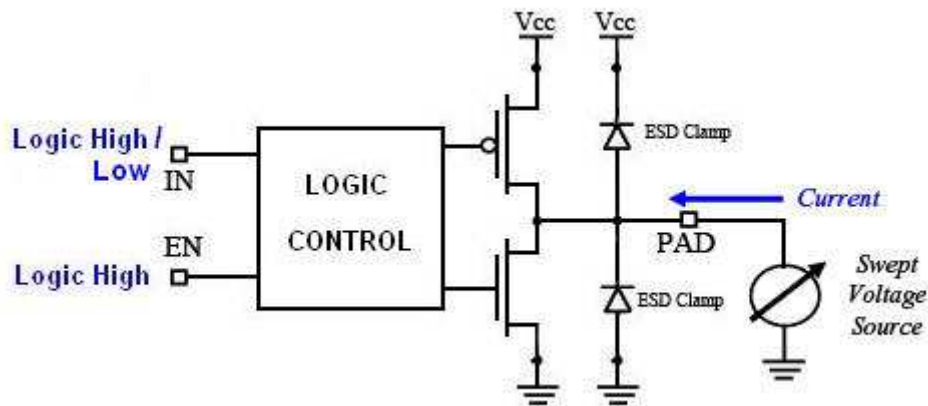 Vcc
Vcc
Logic High /
Low
IN
EN
Logic High
LOGIC
CONTROL
ESD Clamp
Current
PAD
ESD Clamp
Swept
Voltage
Source